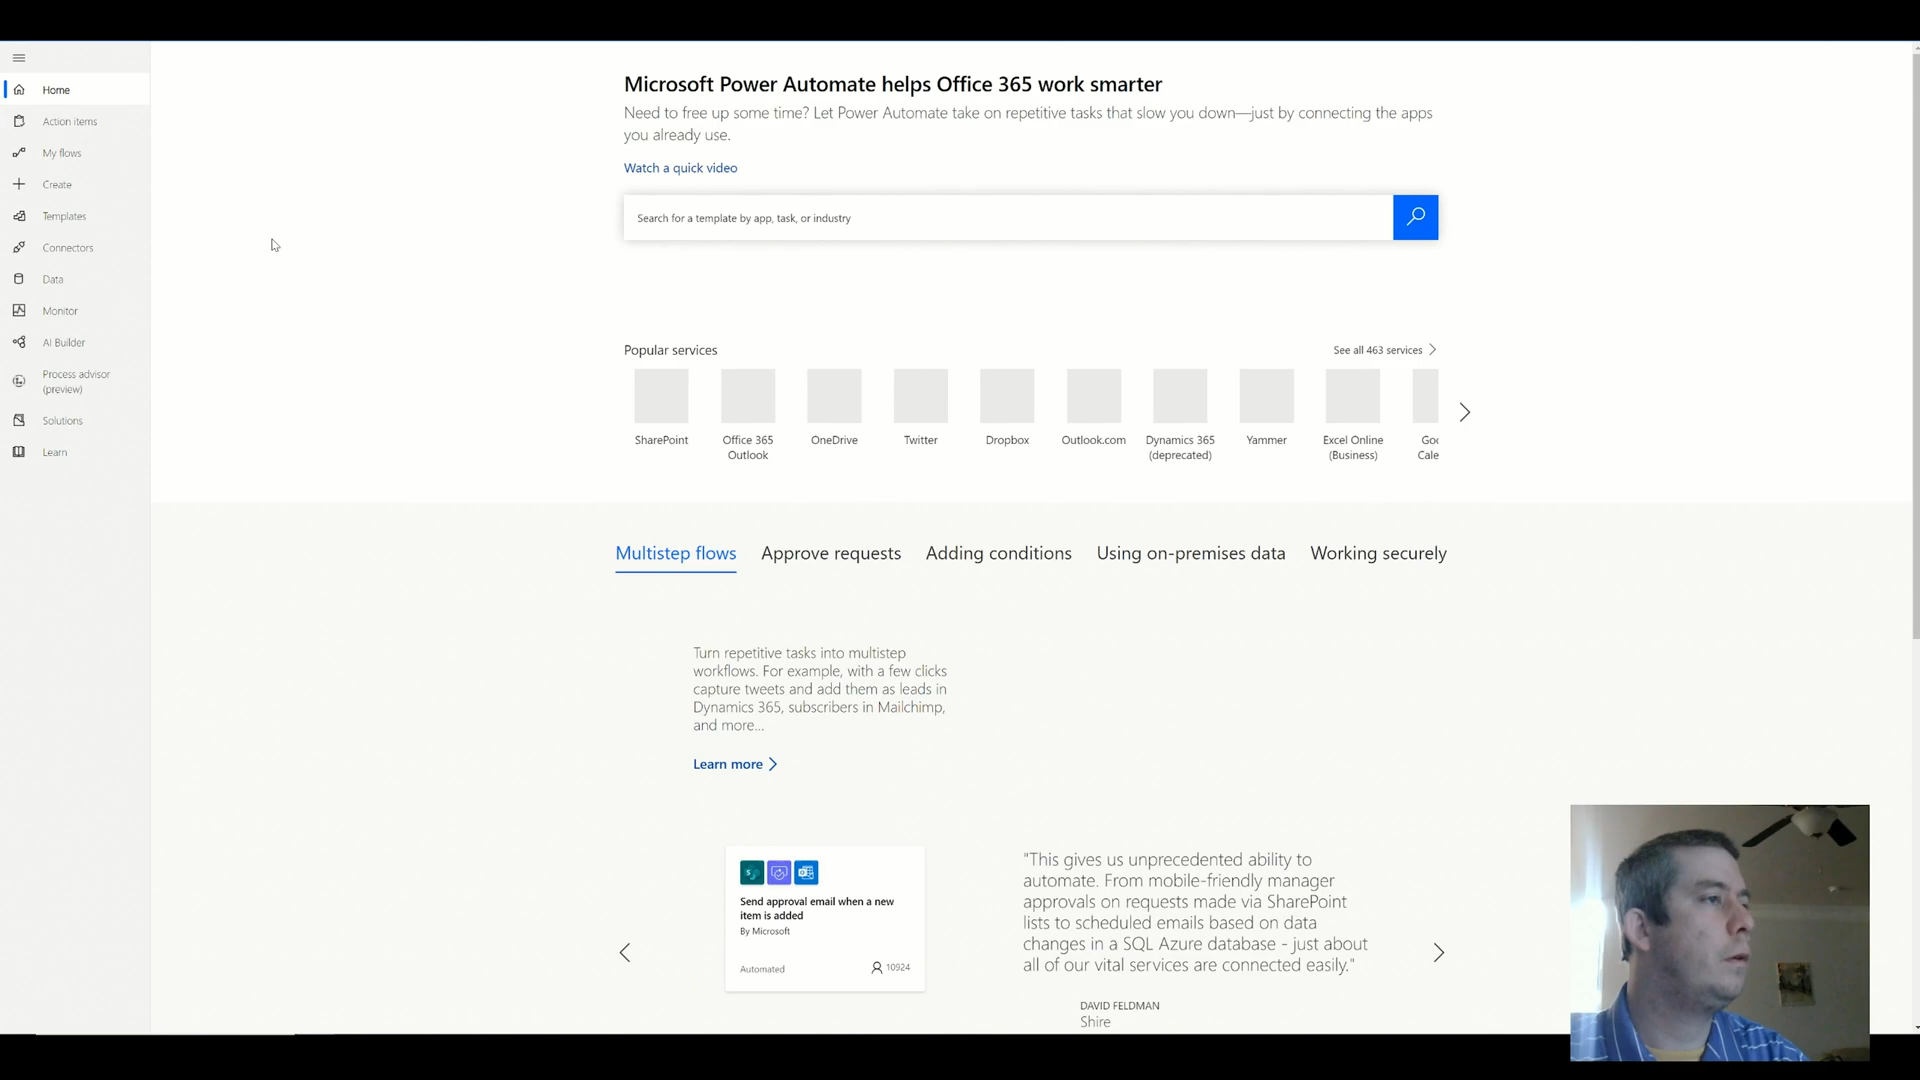 Home
Action items
My flows
Create
Templates
Connectors
Data
Monitor
AI Builder
Process advisor
(preview)
Solutions
Learn
Microsoft Power Automate helps Office 365 work smarter
Need to free up some time? Let Power Automate take on repetitive tasks that slow you down—just by connecting the apps
you already use.
Watch a quick video
Search for a template by app, task, or industry
Popular services
See all 463 services
SharePoint
Office 365
Outlook
OneDrive
Twitter
Dropbox
Outlook.com
Dynamics 365
(deprecated)
Yammer
Excel Online
(Business)
Goo
Cale
Multistep flows
Approve requests
Adding conditions
Using on-premises data
Working securely
Turn repetitive tasks into multistep
workflows. For example, with a few clicks
capture tweets and add them as leads in
Dynamics 365, subscribers in Mailchimp,
and more...
Learn more
Send approval email when a new
item is added
By Microsoft
Automated
10924
"This gives us unprecedented ability to
automate. From mobile-friendly manager
approvals on requests made via SharePoint
lists to scheduled emails based on data
changes in a SQL Azure database - just about
all of our vital services are connected easily."
DAVID FELDMAN
Shire